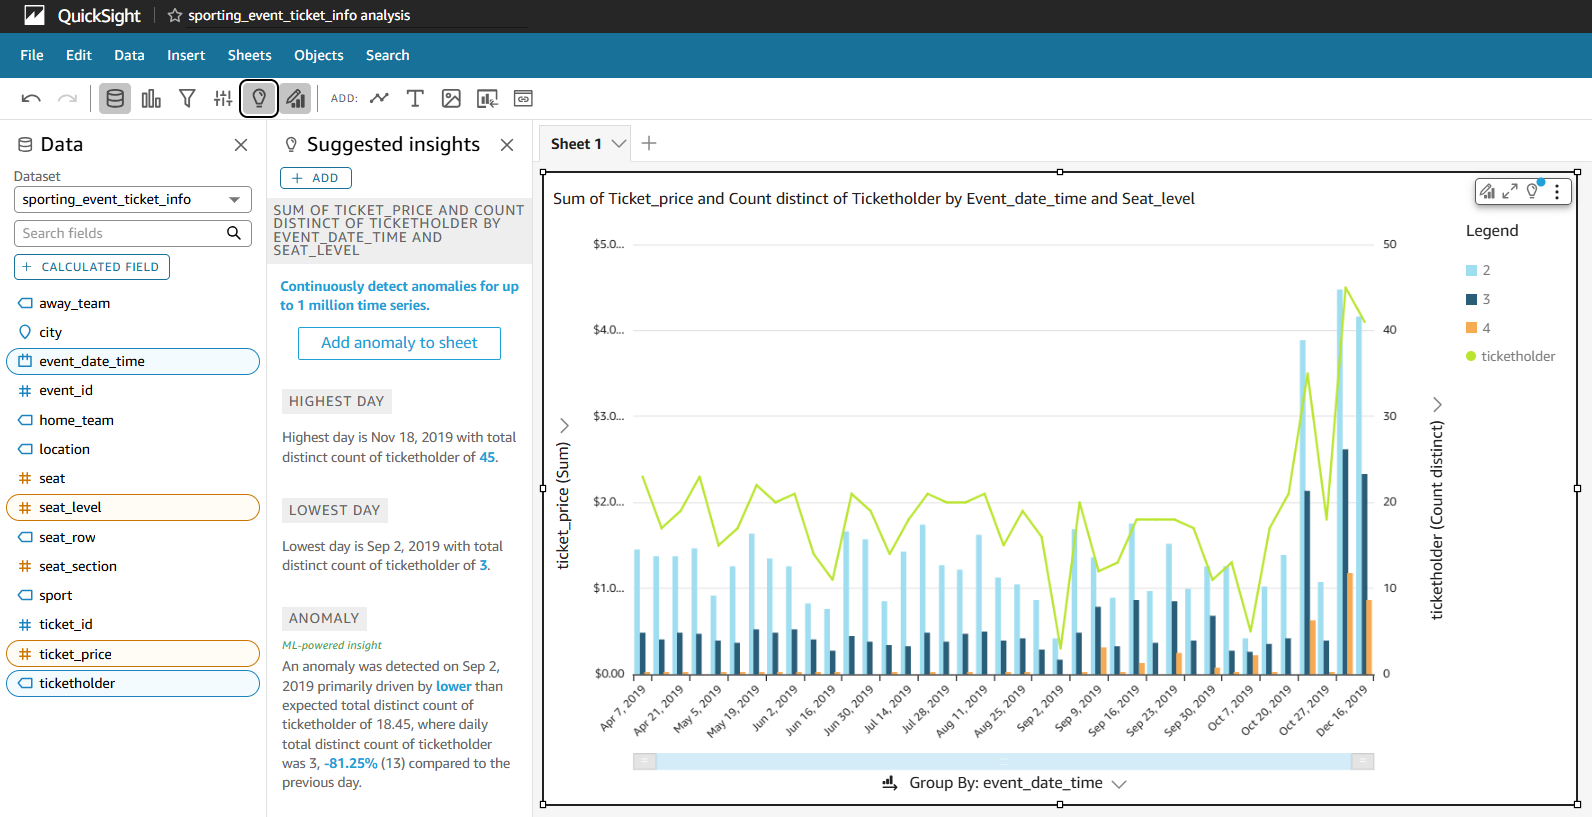 QuickSight
sporting_event_ticket_info analysis
File Edit Data Insert Sheets Objects Search
ADD:
Data
Dataset
sporting_event_ticket_info
Search fields
+ CALCULATED FIELD
away_team
city
event_date_time
event_id
home_team
location
seat
seat_level
seat_row
seat_section
sport
ticket_id
ticket_price
ticketholder
Suggested insights
+ ADD
SUM OF TICKET_PRICE AND COUNT
DISTINCT OF TICKETHOLDER BY
EVENT_DATE_TIME AND
SEAT_LEVEL
Continuously detect anomalies for up
to 1 million time series.
Add anomaly to sheet
HIGHEST DAY
Highest day is Nov 18, 2019 with total
distinct count of ticketholder of 45.
LOWEST DAY
Lowest day is Sep 2, 2019 with total
distinct count of ticketholder of 3.
ANOMALY
ML-powered insight
An anomaly was detected on Sep 2,
2019 primarily driven by lower than
expected total distinct count of
ticketholder of 18.45, where daily
total distinct count of ticketholder
was 3, -81.25% (13) compared to the
previous day.
Sheet 1
Sum of Ticket_price and Count distinct of Ticketholder by Event_date_time and Seat_level
ticket_price (Sum)
$5.0...
$4.0...
$3.0...
$2.0...
$1.0...
$0.00
50
40
30
20
10
0
ticketholder (Count distinct)
Apr 7, 2019
Apr 21, 2019
May 5, 2019
May 19, 2019
Jun 2, 2019
Jun 16, 2019
Jun 30, 2019
Jul 14, 2019
Jul 28, 2019
Aug 11, 2019
Aug 25, 2019
Sep 2, 2019
Sep 9, 2019
Sep 16, 2019
Sep 23, 2019
Sep 30, 2019
Oct 7, 2019
Oct 20, 2019
Oct 27, 2019
Dec 16, 2019
Group By: event_date_time
Legend
2
3
4
ticketholder